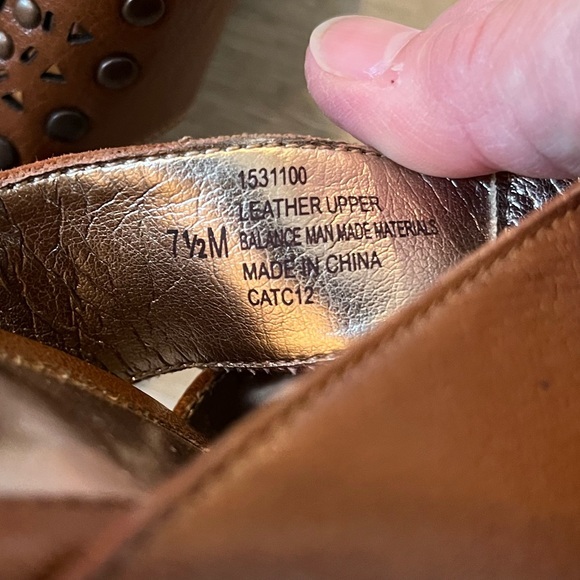 1531100
LEATHER UPPER
7½M BALANCE MAN MADE MATERIALS
MADE IN CHINA
CATC12